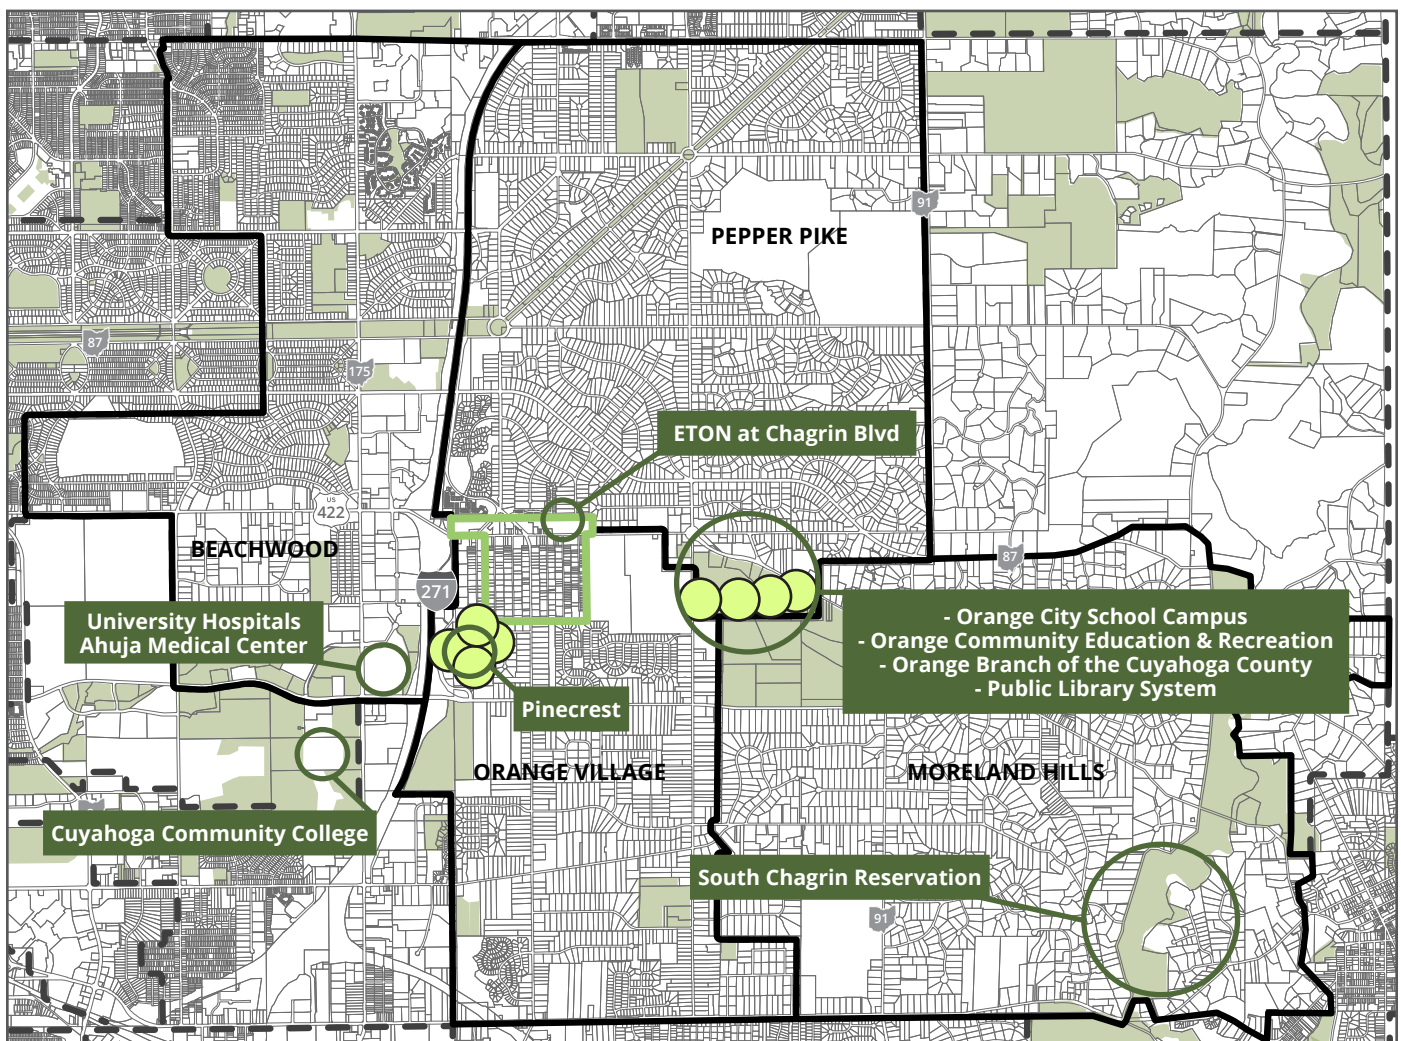 91
PEPPER PIKE
87
175
ETON at Chagrin Blvd
US
422
BEACHWOOD
87
271
University Hospitals
Ahuja Medical Center
- Orange City School Campus
- Orange Community Education & Recreation
- Orange Branch of the Cuyahoga County
- Public Library System
Pinecrest
ORANGE VILLAGE
MORELAND HILLS
Cuyahoga Community College
South Chagrin Reservation
91